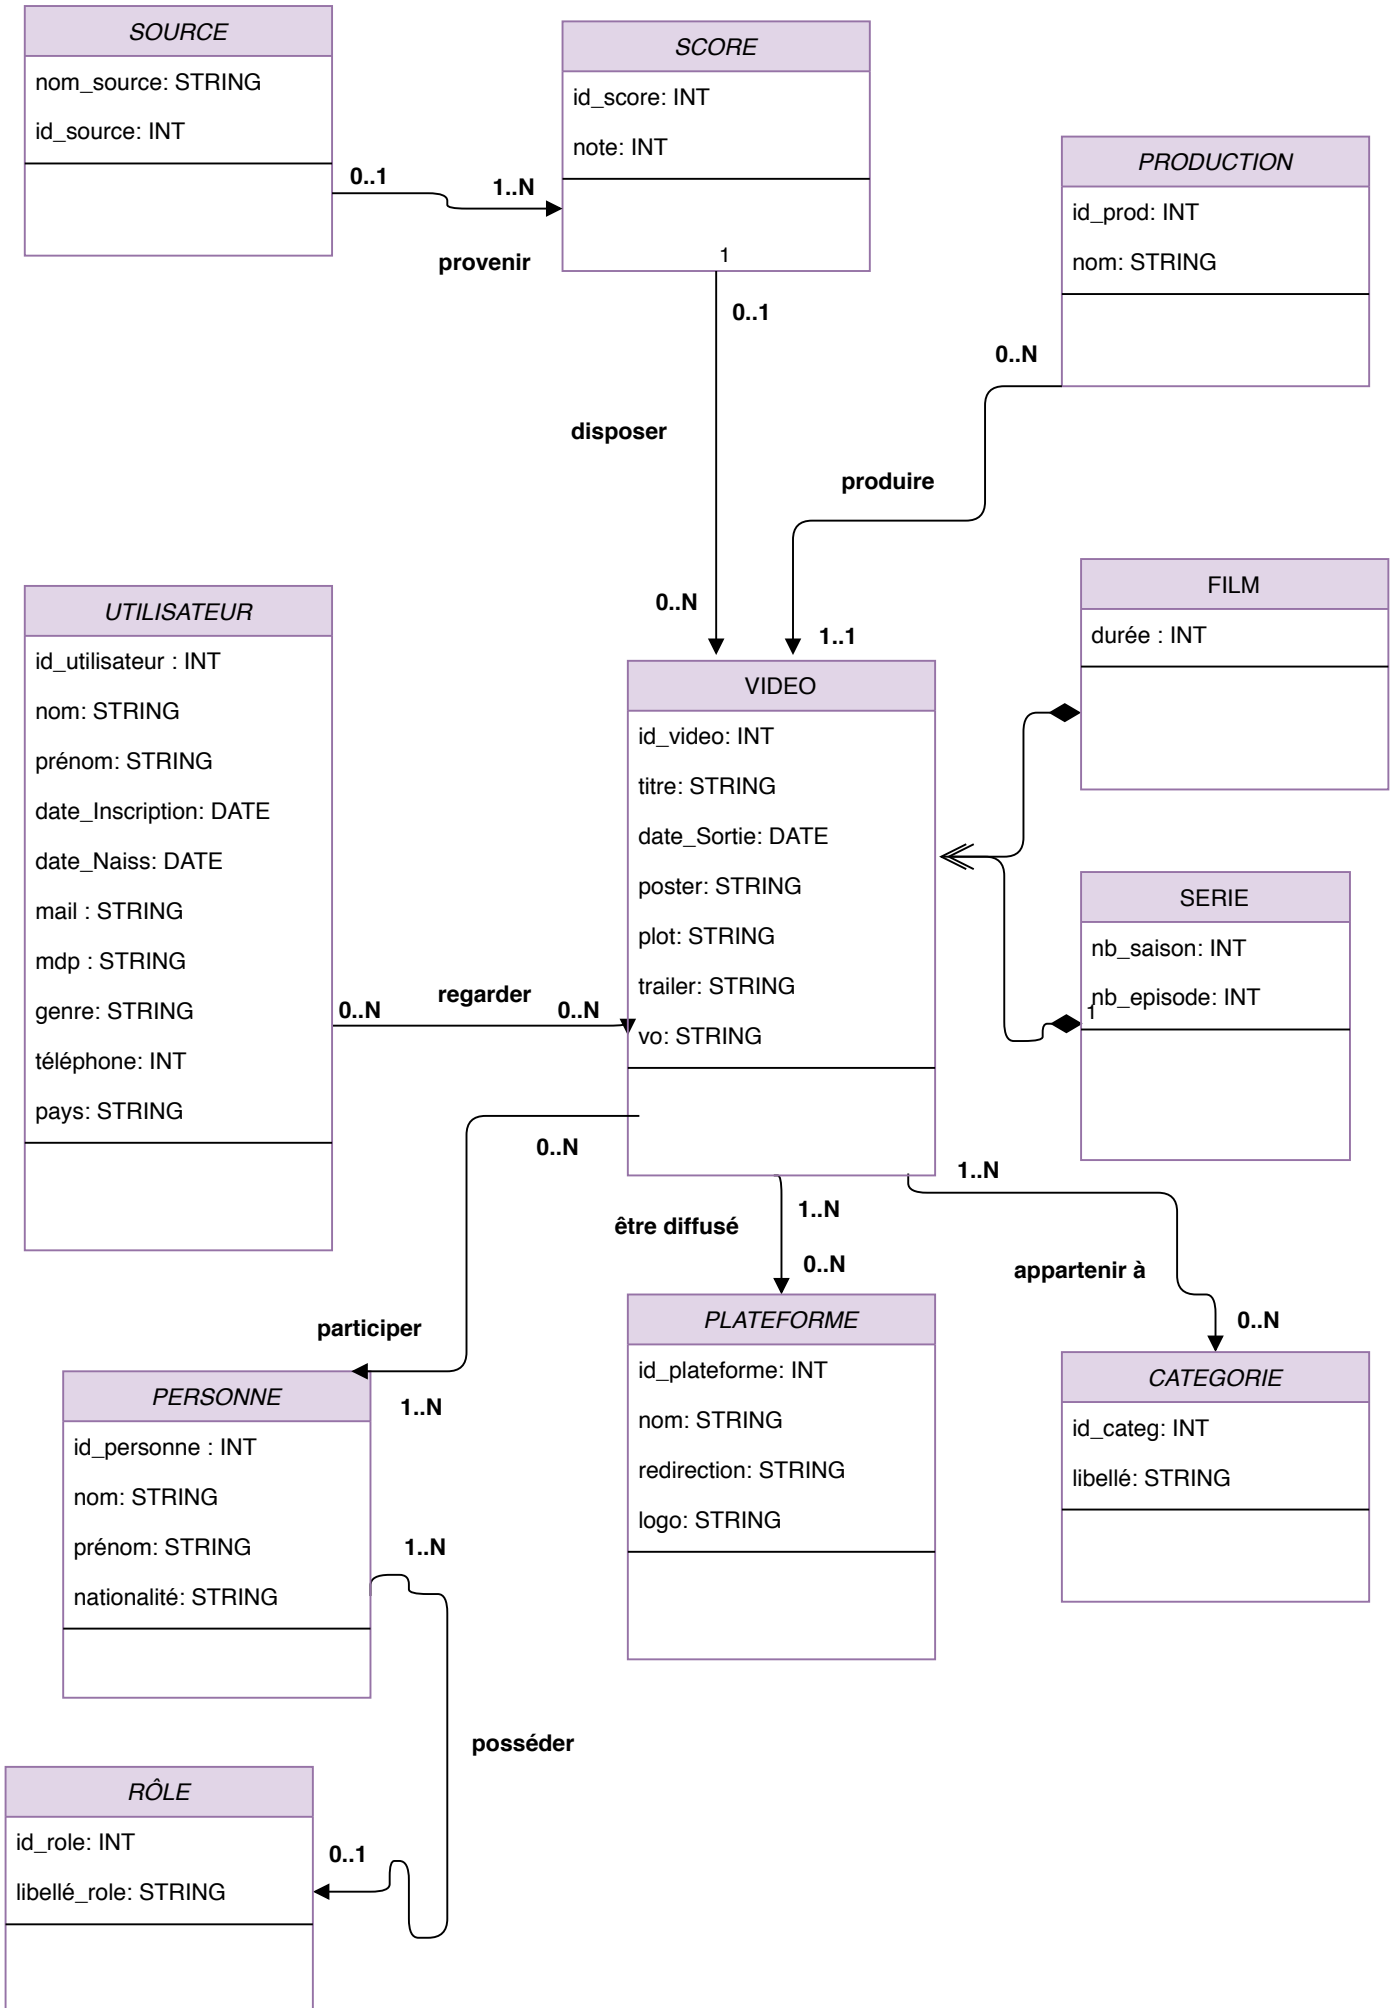 SOURCE
nom_source: STRING
id_source: INT
SCORE
id_score: INT
note: INT
0..1
1..N
provenir
1
0..1
PRODUCTION
id_prod: INT
nom: STRING
0..N
disposer
produire
0..N
1..1
UTILISATEUR
id_utilisateur : INT
nom: STRING
prénom: STRING
date_Inscription: DATE
date_Naiss: DATE
mail : STRING
mdp : STRING
genre: STRING
téléphone: INT
pays: STRING
0..N
regarder
0..N
VIDEO
id_video: INT
titre: STRING
date_Sortie: DATE
poster: STRING
plot: STRING
trailer: STRING
vo: STRING
FILM
durée : INT
SERIE
nb_saison: INT
nb_episode: INT
1
0..N
participer
1..N
être diffusé
1..N
0..N
1..N
appartenir à
0..N
PERSONNE
id_personne : INT
nom: STRING
prénom: STRING
nationalité: STRING
PLATEFORME
id_plateforme: INT
nom: STRING
redirection: STRING
logo: STRING
CATEGORIE
id_categ: INT
libellé: STRING
1..N
posséder
0..1
RÔLE
id_role: INT
libellé_role: STRING